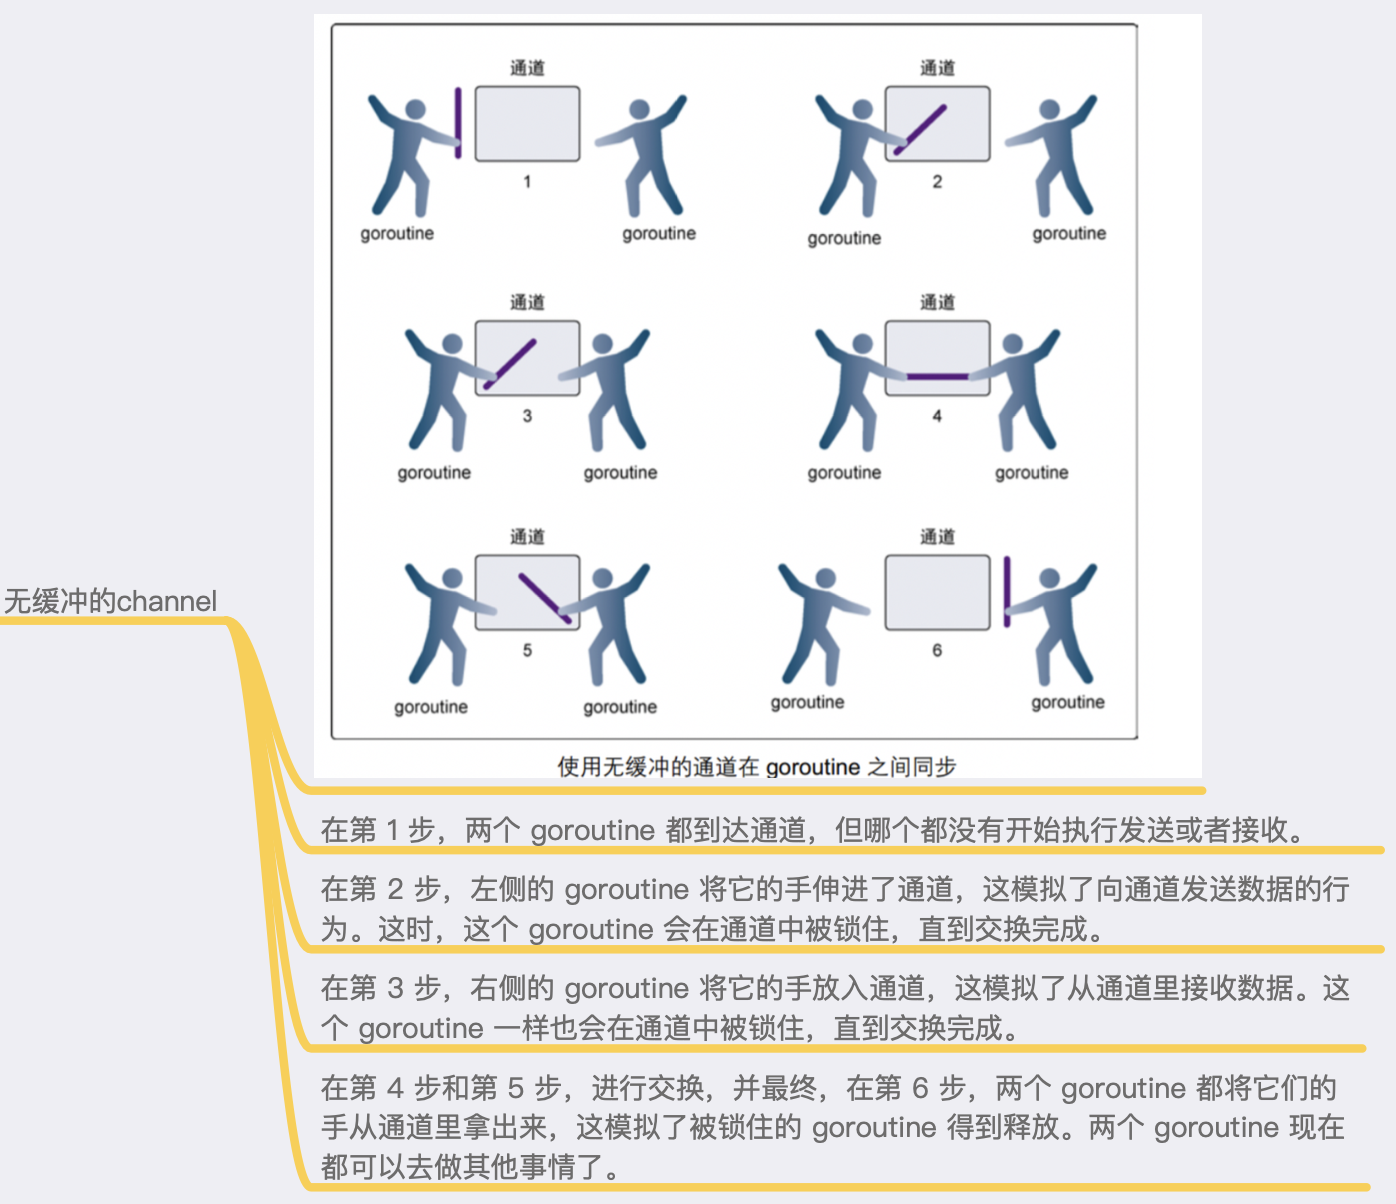 通道
通道
1
2
goroutine
goroutine
goroutine
goroutine
通道
通道
3
4
goroutine
goroutine
goroutine
goroutine
通道
通道
5
6
goroutine
goroutine
goroutine
goroutine
使用无缓冲的通道在 goroutine 之间同步
无缓冲的channel
在第 1 步，两个 goroutine 都到达通道，但哪个都没有开始执行发送或者接收。
在第 2 步，左侧的 goroutine 将它的手伸进了通道，这模拟了向通道发送数据的行
为。这时，这个 goroutine 会在通道中被锁住，直到交换完成。
在第 3 步，右侧的 goroutine 将它的手放入通道，这模拟了从通道里接收数据。这
个 goroutine 一样也会在通道中被锁住，直到交换完成。
在第 4 步和第 5 步，进行交换，并最终，在第 6 步，两个 goroutine 都将它们的
手从通道里拿出来，这模拟了被锁住的 goroutine 得到释放。两个 goroutine 现在
都可以去做其他事情了。